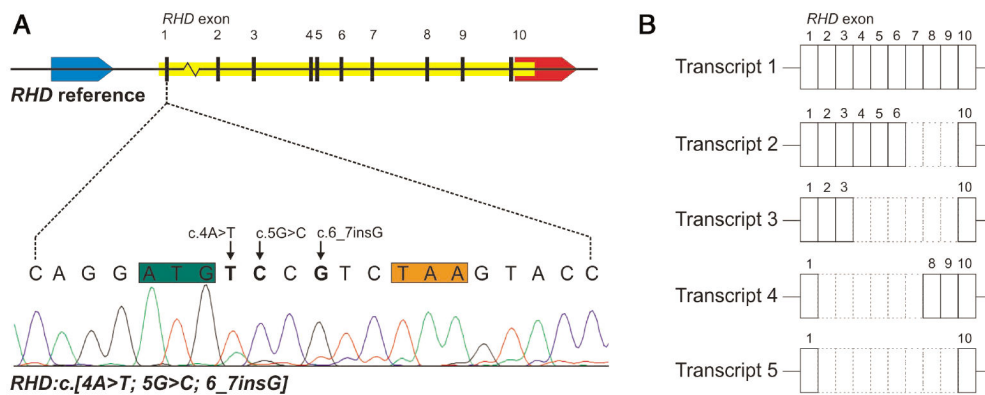 A
RHD exon
1 2 3 4 5 6 7 8 9 10
RHD reference
c.4A>T c.5G>C c.6_7insG
C A G G A T G T C C G T C T A A G T A C C
RHD:c.[4A>T; 5G>C; 6_7insG]
B
RHD exon
1 2 3 4 5 6 7 8 9 10
Transcript 1
1 2 3 4 5 6 10
Transcript 2
1 2 3 10
Transcript 3
1 8 9 10
Transcript 4
1 10
Transcript 5